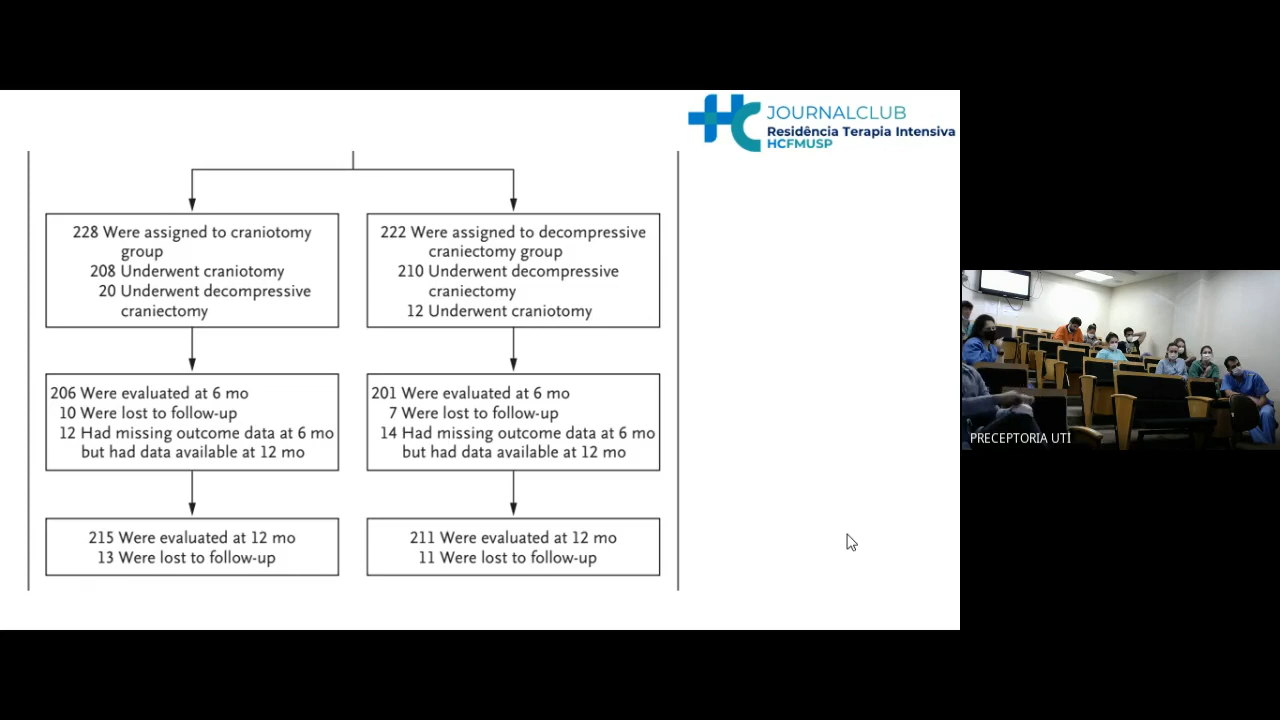 JOURNALCLUB
Residência Terapia Intensiva
HCFMUSP
228 Were assigned to craniotomy
group
208 Underwent craniotomy
20 Underwent decompressive
craniectomy
222 Were assigned to decompressive
craniectomy group
210 Underwent decompressive
craniectomy
12 Underwent craniotomy
206 Were evaluated at 6 mo
10 Were lost to follow-up
12 Had missing outcome data at 6 mo
but had data available at 12 mo
201 Were evaluated at 6 mo
7 Were lost to follow-up
14 Had missing outcome data at 6 mo
but had data available at 12 mo
215 Were evaluated at 12 mo
13 Were lost to follow-up
211 Were evaluated at 12 mo
11 Were lost to follow-up
PRECEPTORIA UTI